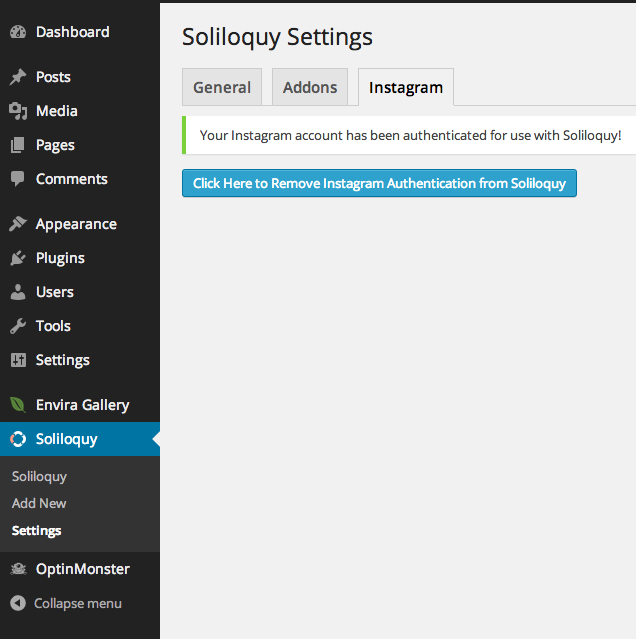 Dashboard
Posts
Media
Pages
Comments
Appearance
Plugins
Users
Tools
Settings
Envira Gallery
Soliloquy
Soliloquy
Add New
Settings
OptinMonster
Collapse menu
Soliloquy Settings
General
Addons
Instagram
Your Instagram account has been authenticated for use with Soliloquy!
Click Here to Remove Instagram Authentication from Soliloquy